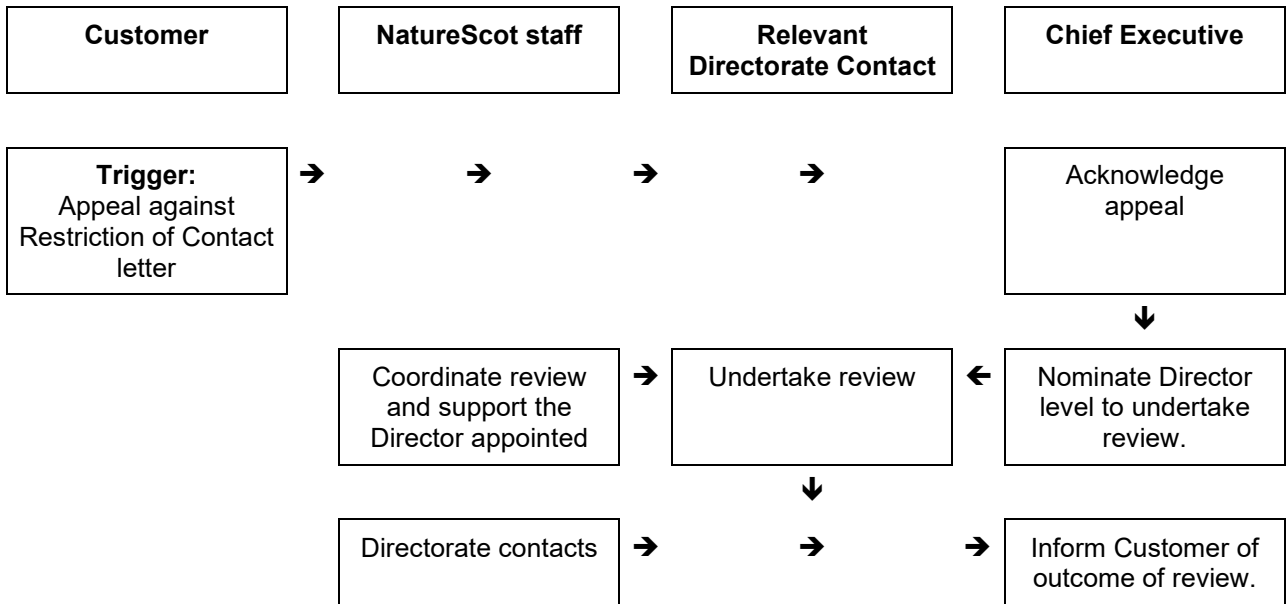 Customer
NatureScot staff
Relevant
Directorate Contact
Chief Executive
Trigger:
Appeal against
Restriction of Contact
letter
Acknowledge
appeal
Coordinate review
and support the
Director appointed
Undertake review
Nominate Director
level to undertake
review.
Directorate contacts
Inform Customer of
outcome of review.